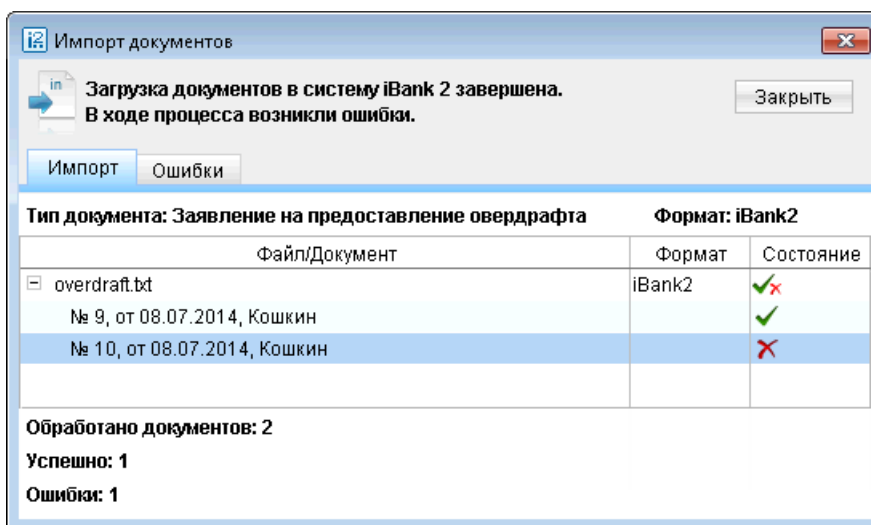 Импорт документов
in
Загрузка документов в систему iBank 2 завершена.
В ходе процесса возникли ошибки.
Закрыть
Импорт Ошибки
Тип документа: Заявление на предоставление овердрафта Формат: iBank2
Файл/Документ Формат Состояние
overdraft.txt iBank2
№ 9, от 08.07.2014, Кошкин
№ 10, от 08.07.2014, Кошкин
Обработано документов: 2
Успешно: 1
Ошибки: 1